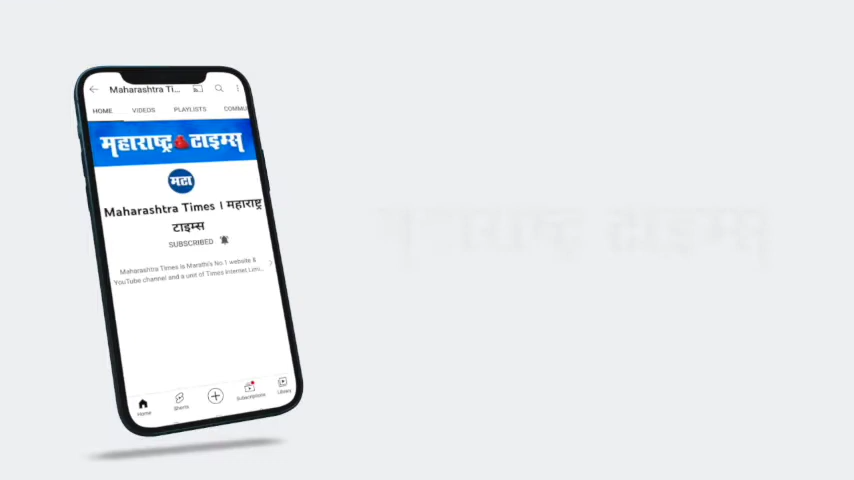 Maharashtra Ti...
HOME VIDEOS PLAYLISTS COMMU
महाराष्ट्र टाइम्स
मटा
Maharashtra Times । महाराष्ट्र
टाइम्स
SUBSCRIBED
Maharashtra Times Is Marathi's No.1 website &
YouTube channel and a unit of Times Internet Limi...
Home Shorts Subscriptions Library